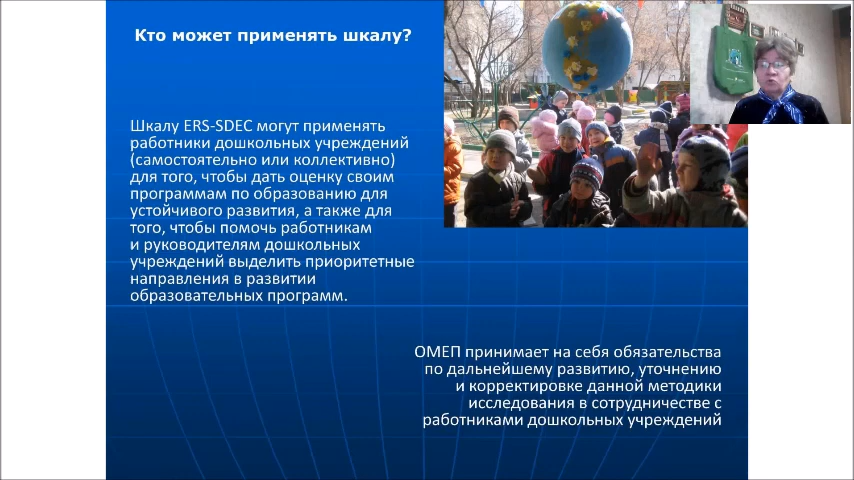 Кто может применять шкалу?
Шкалу ERS-SDEC могут применять
работники дошкольных учреждений
(самостоятельно или коллективно)
для того, чтобы дать оценку своим
программам по образованию для
устойчивого развития, а также для
того, чтобы помочь работникам
и руководителям дошкольных
учреждений выделить приоритетные
направления в развитии
образовательных программ.
ОМЕП принимает на себя обязательства
по дальнейшему развитию, уточнению
и корректировке данной методики
исследования в сотрудничестве с
работниками дошкольных учреждений